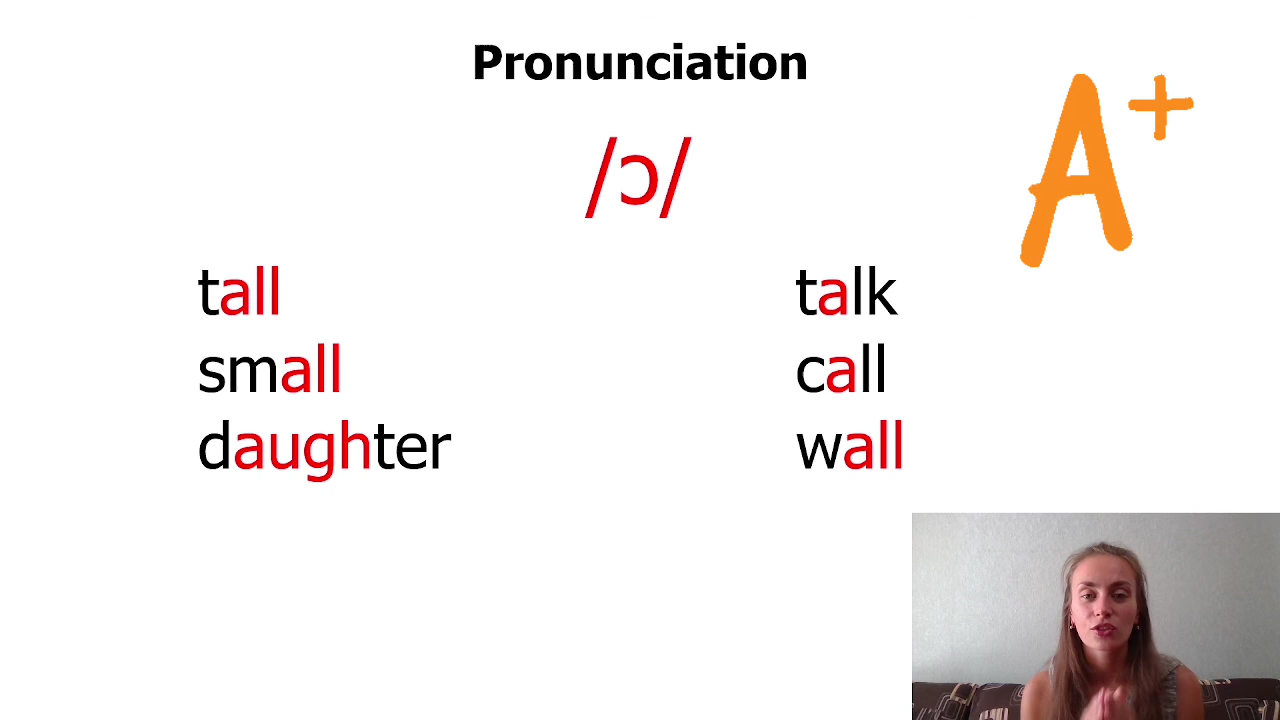 Pronunciation
A+
/ɔ/
tall
small
daughter
talk
call
wall